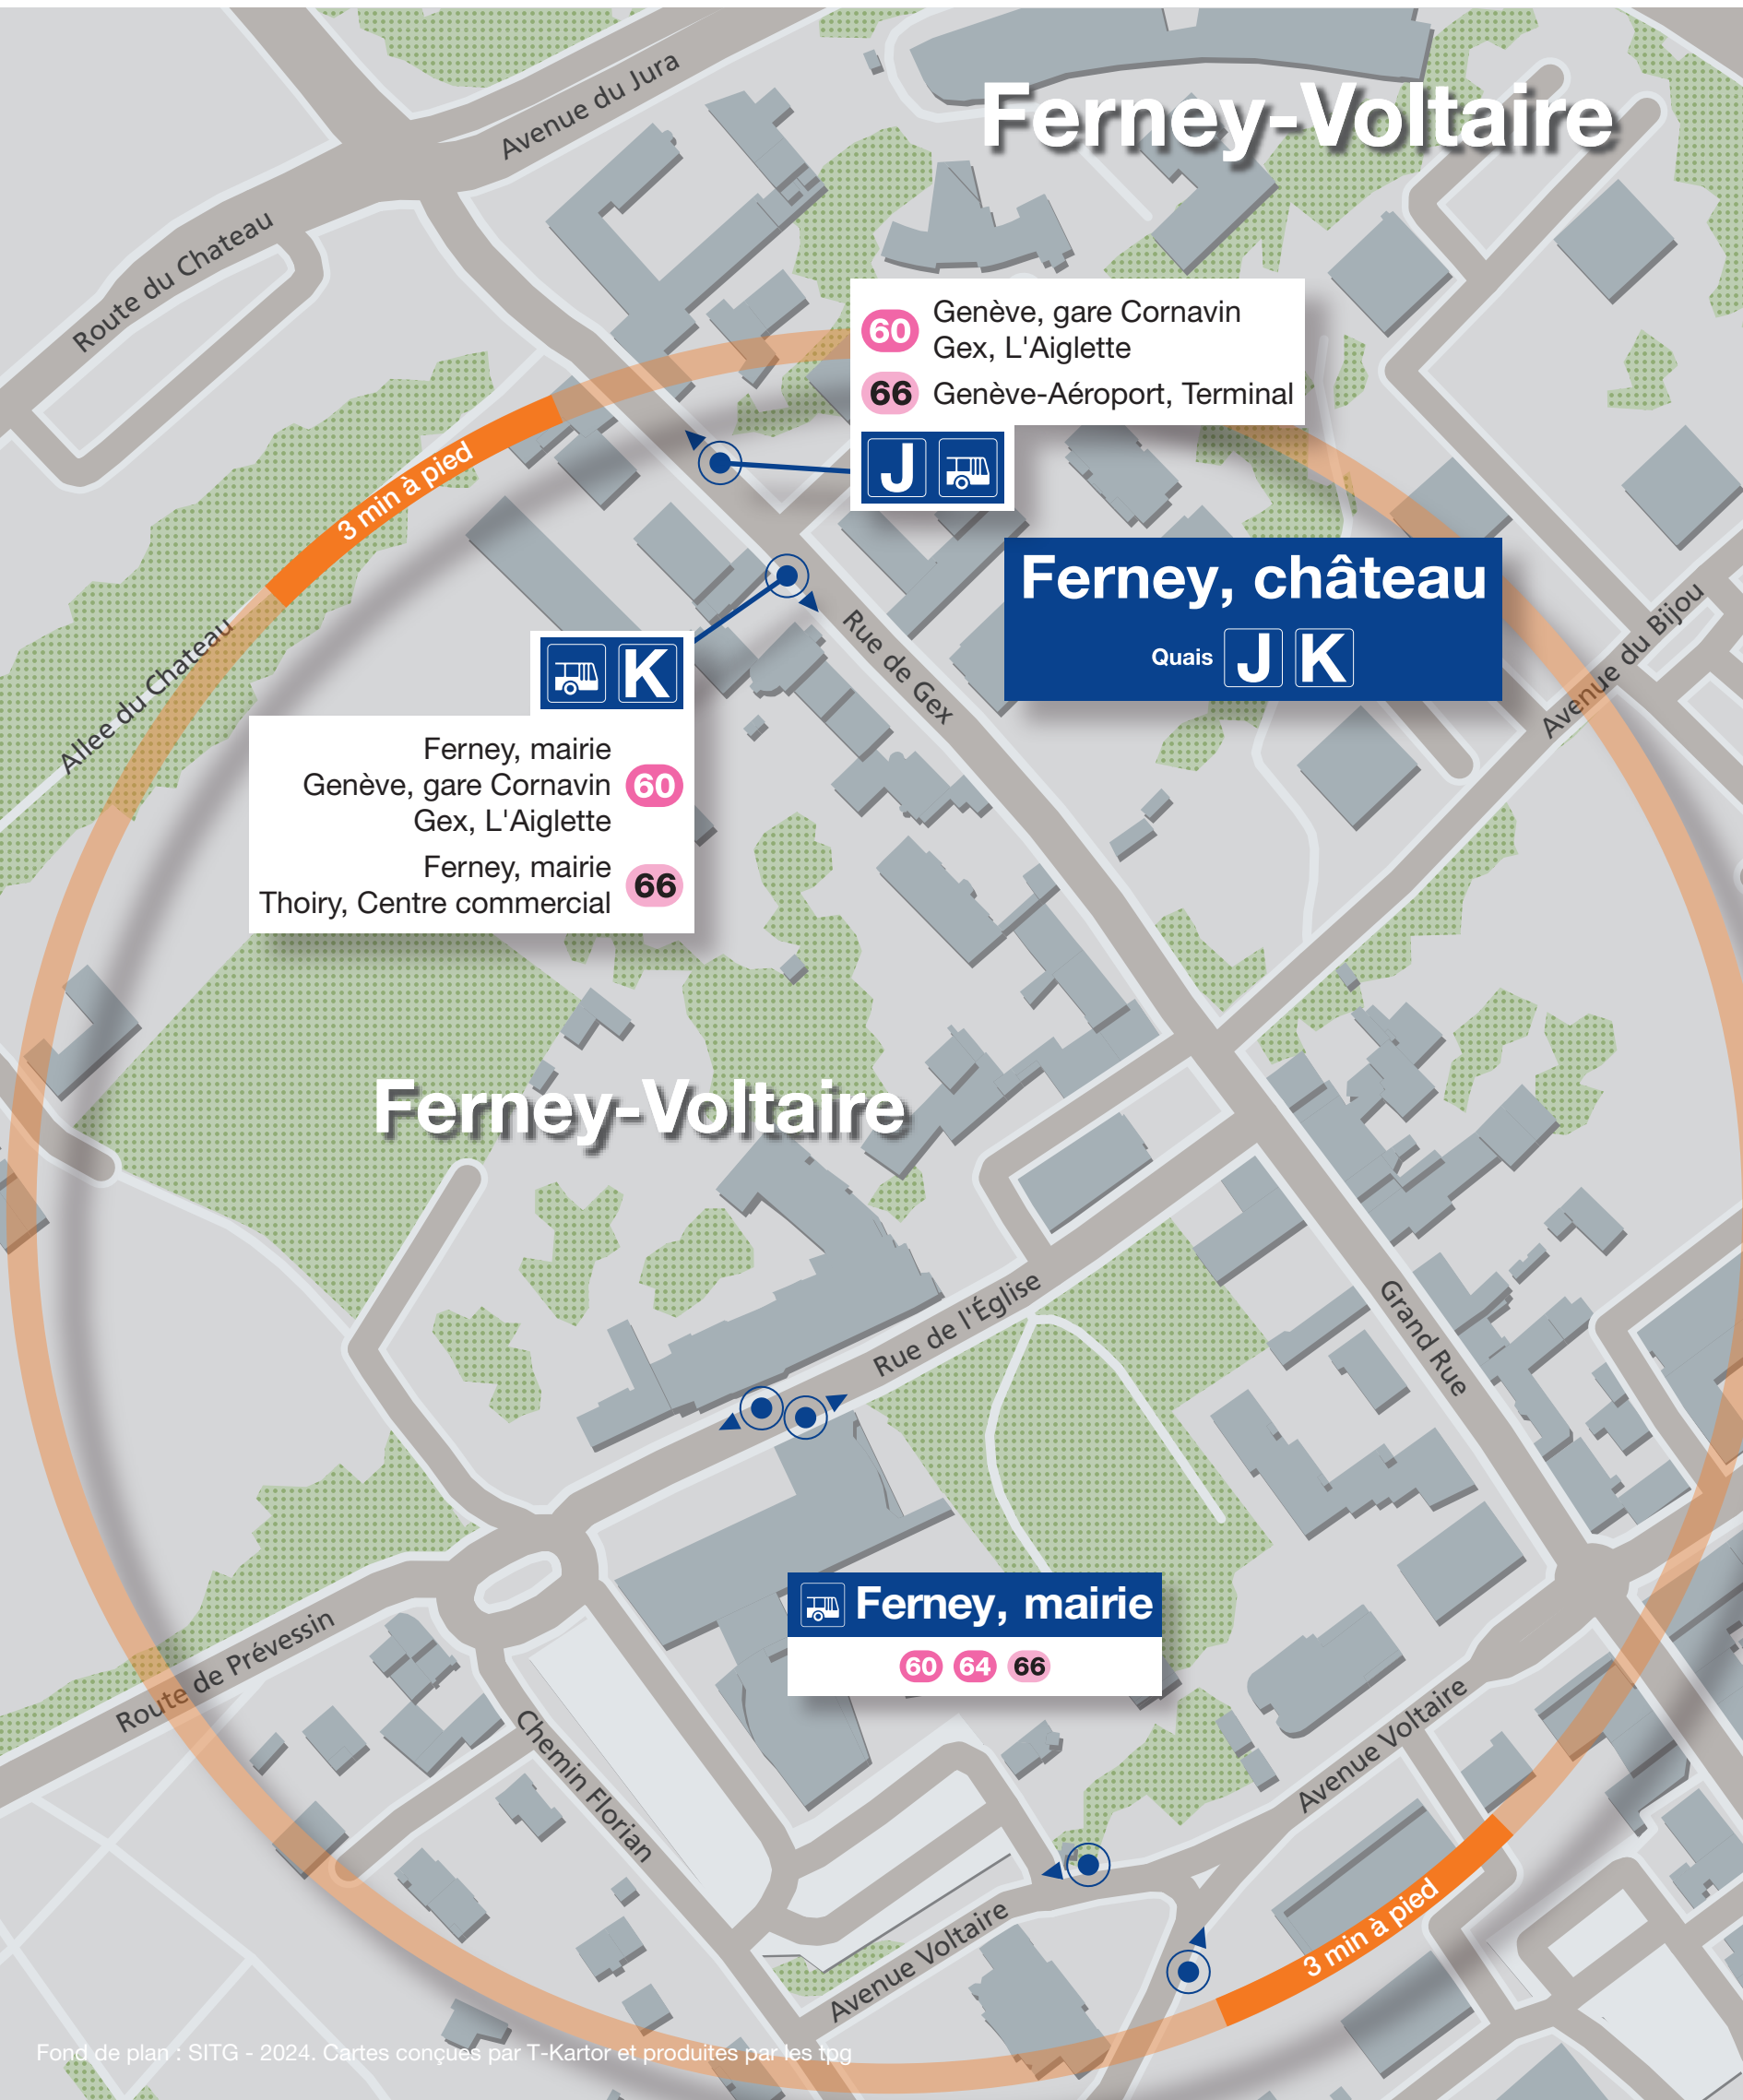 Avenue du Jura
Ferney-Voltaire
Route du Chateau
60 Genève, gare Cornavin
Gex, L'Aiglette
66 Genève-Aéroport, Terminal
J
3 min à pied
Ferney, château
Quais J K
Allee du Chateau
Rue de Gex
Avenue du Bijou
K
Ferney, mairie
Genève, gare Cornavin 60
Gex, L'Aiglette
Ferney, mairie
Thoiry, Centre commercial 66
Ferney-Voltaire
Rue de l'Église
Grand Rue
Ferney, mairie
60 64 66
Route de Prévessin
Chemin Florian
Avenue Voltaire
Avenue Voltaire
3 min à pied
Fond de plan : SITG - 2024. Cartes conçues par T-Kartor et produites par les tpg